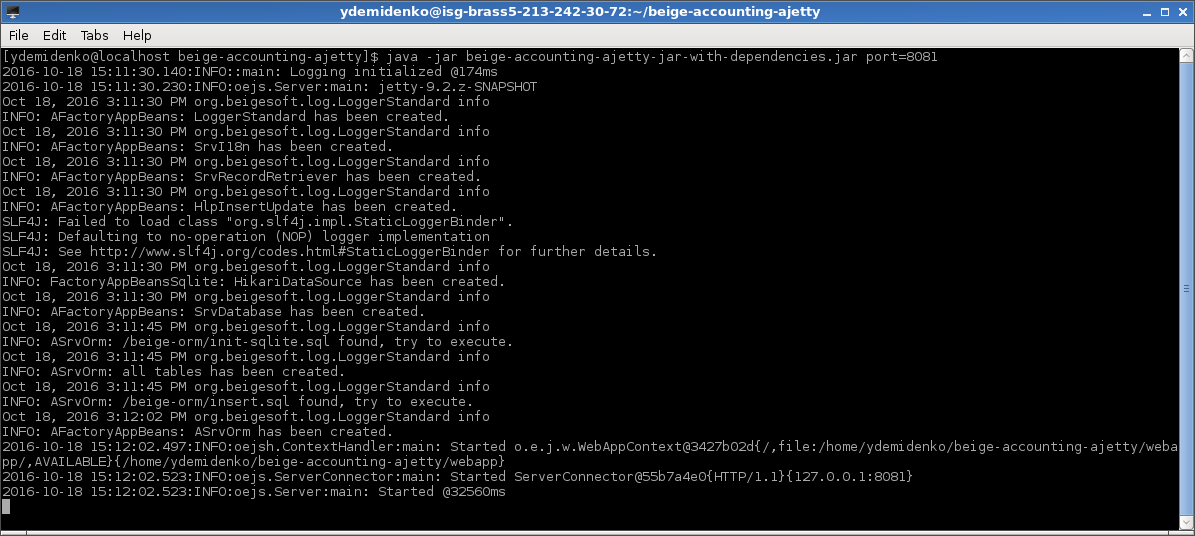 ydemidenko@isg-brass5-213-242-30-72:~/beige-accounting-ajetty
File Edit Tabs Help
[ydemidenko@localhost beige-accounting-ajetty]$ java -jar beige-accounting-ajetty-jar-with-dependencies.jar port=8081
2016-10-18 15:11:30.140:INFO::main: Logging initialized @174ms
2016-10-18 15:11:30.230:INFO:oejs.Server:main: jetty-9.2.z-SNAPSHOT
Oct 18, 2016 3:11:30 PM org.beigesoft.log.LoggerStandard info
INFO: AFactoryAppBeans: LoggerStandard has been created.
Oct 18, 2016 3:11:30 PM org.beigesoft.log.LoggerStandard info
INFO: AFactoryAppBeans: SrvI18n has been created.
Oct 18, 2016 3:11:30 PM org.beigesoft.log.LoggerStandard info
INFO: AFactoryAppBeans: SrvRecordRetriever has been created.
Oct 18, 2016 3:11:30 PM org.beigesoft.log.LoggerStandard info
INFO: AFactoryAppBeans: HlpInsertUpdate has been created.
SLF4J: Failed to load class "org.slf4j.impl.StaticLoggerBinder".
SLF4J: Defaulting to no-operation (NOP) logger implementation
SLF4J: See http://www.slf4j.org/codes.html#StaticLoggerBinder for further details.
Oct 18, 2016 3:11:30 PM org.beigesoft.log.LoggerStandard info
INFO: FactoryAppBeansSqlite: HikariDataSource has been created.
Oct 18, 2016 3:11:30 PM org.beigesoft.log.LoggerStandard info
INFO: AFactoryAppBeans: SrvDatabase has been created.
Oct 18, 2016 3:11:45 PM org.beigesoft.log.LoggerStandard info
INFO: ASrvOrm: /beige-orm/init-sqlite.sql found, try to execute.
Oct 18, 2016 3:11:45 PM org.beigesoft.log.LoggerStandard info
INFO: ASrvOrm: all tables has been created.
Oct 18, 2016 3:11:45 PM org.beigesoft.log.LoggerStandard info
INFO: ASrvOrm: /beige-orm/insert.sql found, try to execute.
Oct 18, 2016 3:12:02 PM org.beigesoft.log.LoggerStandard info
INFO: AFactoryAppBeans: ASrvOrm has been created.
2016-10-18 15:12:02.497:INFO:oejsh.ContextHandler:main: Started o.e.j.w.WebAppContext@3427b02d{/,file:/home/ydemidenko/beige-accounting-ajetty/weba
pp/,AVAILABLE}{/home/ydemidenko/beige-accounting-ajetty/webapp}
2016-10-18 15:12:02.523:INFO:oejs.ServerConnector:main: Started ServerConnector@55b7a4e0{HTTP/1.1}{127.0.0.1:8081}
2016-10-18 15:12:02.523:INFO:oejs.Server:main: Started @32560ms